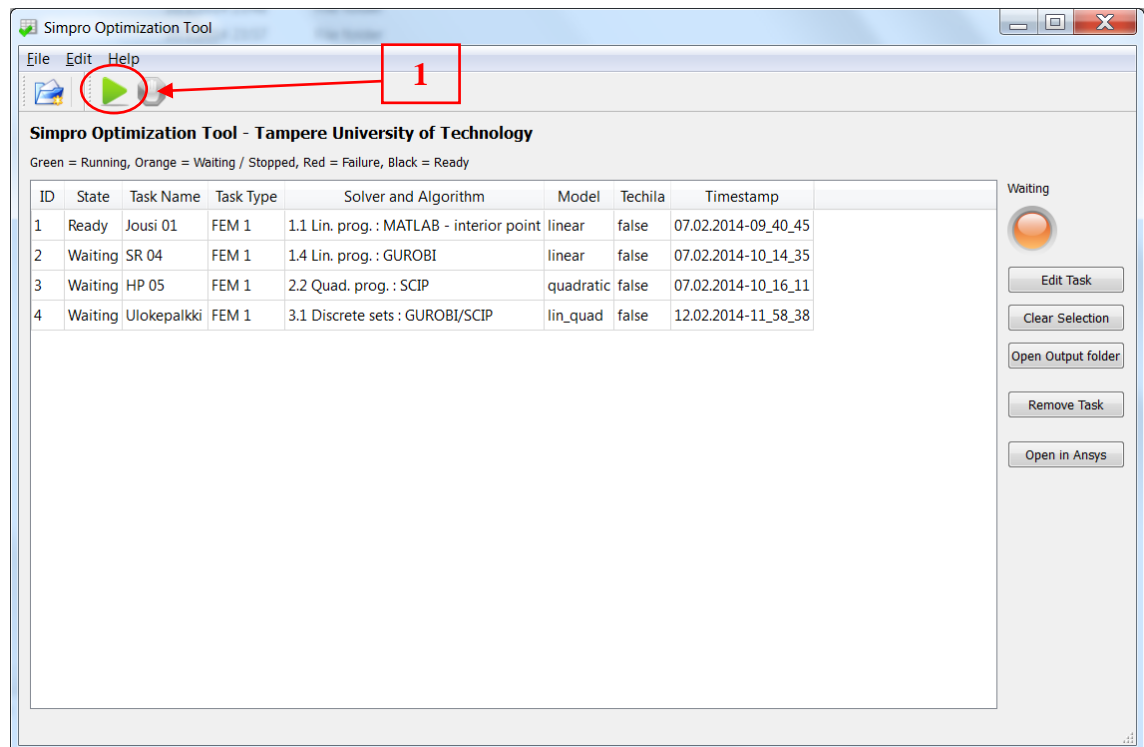 Simpro Optimization Tool
File Edit Help
1
Simpro Optimization Tool - Tampere University of Technology
Green = Running, Orange = Waiting / Stopped, Red = Failure, Black = Ready
ID State Task Name Task Type Solver and Algorithm Model Techila Timestamp
1 Ready Jousi 01 FEM 1 1.1 Lin. prog. : MATLAB - interior point linear false 07.02.2014-09_40_45
2 Waiting SR 04 FEM 1 1.4 Lin. prog. : GUROBI linear false 07.02.2014-10_14_35
3 Waiting HP 05 FEM 1 2.2 Quad. prog. : SCIP quadratic false 07.02.2014-10_16_11
4 Waiting Ulokepalkki FEM 1 3.1 Discrete sets : GUROBI/SCIP lin_quad false 12.02.2014-11_58_38
Waiting
Edit Task
Clear Selection
Open Output folder
Remove Task
Open in Ansys